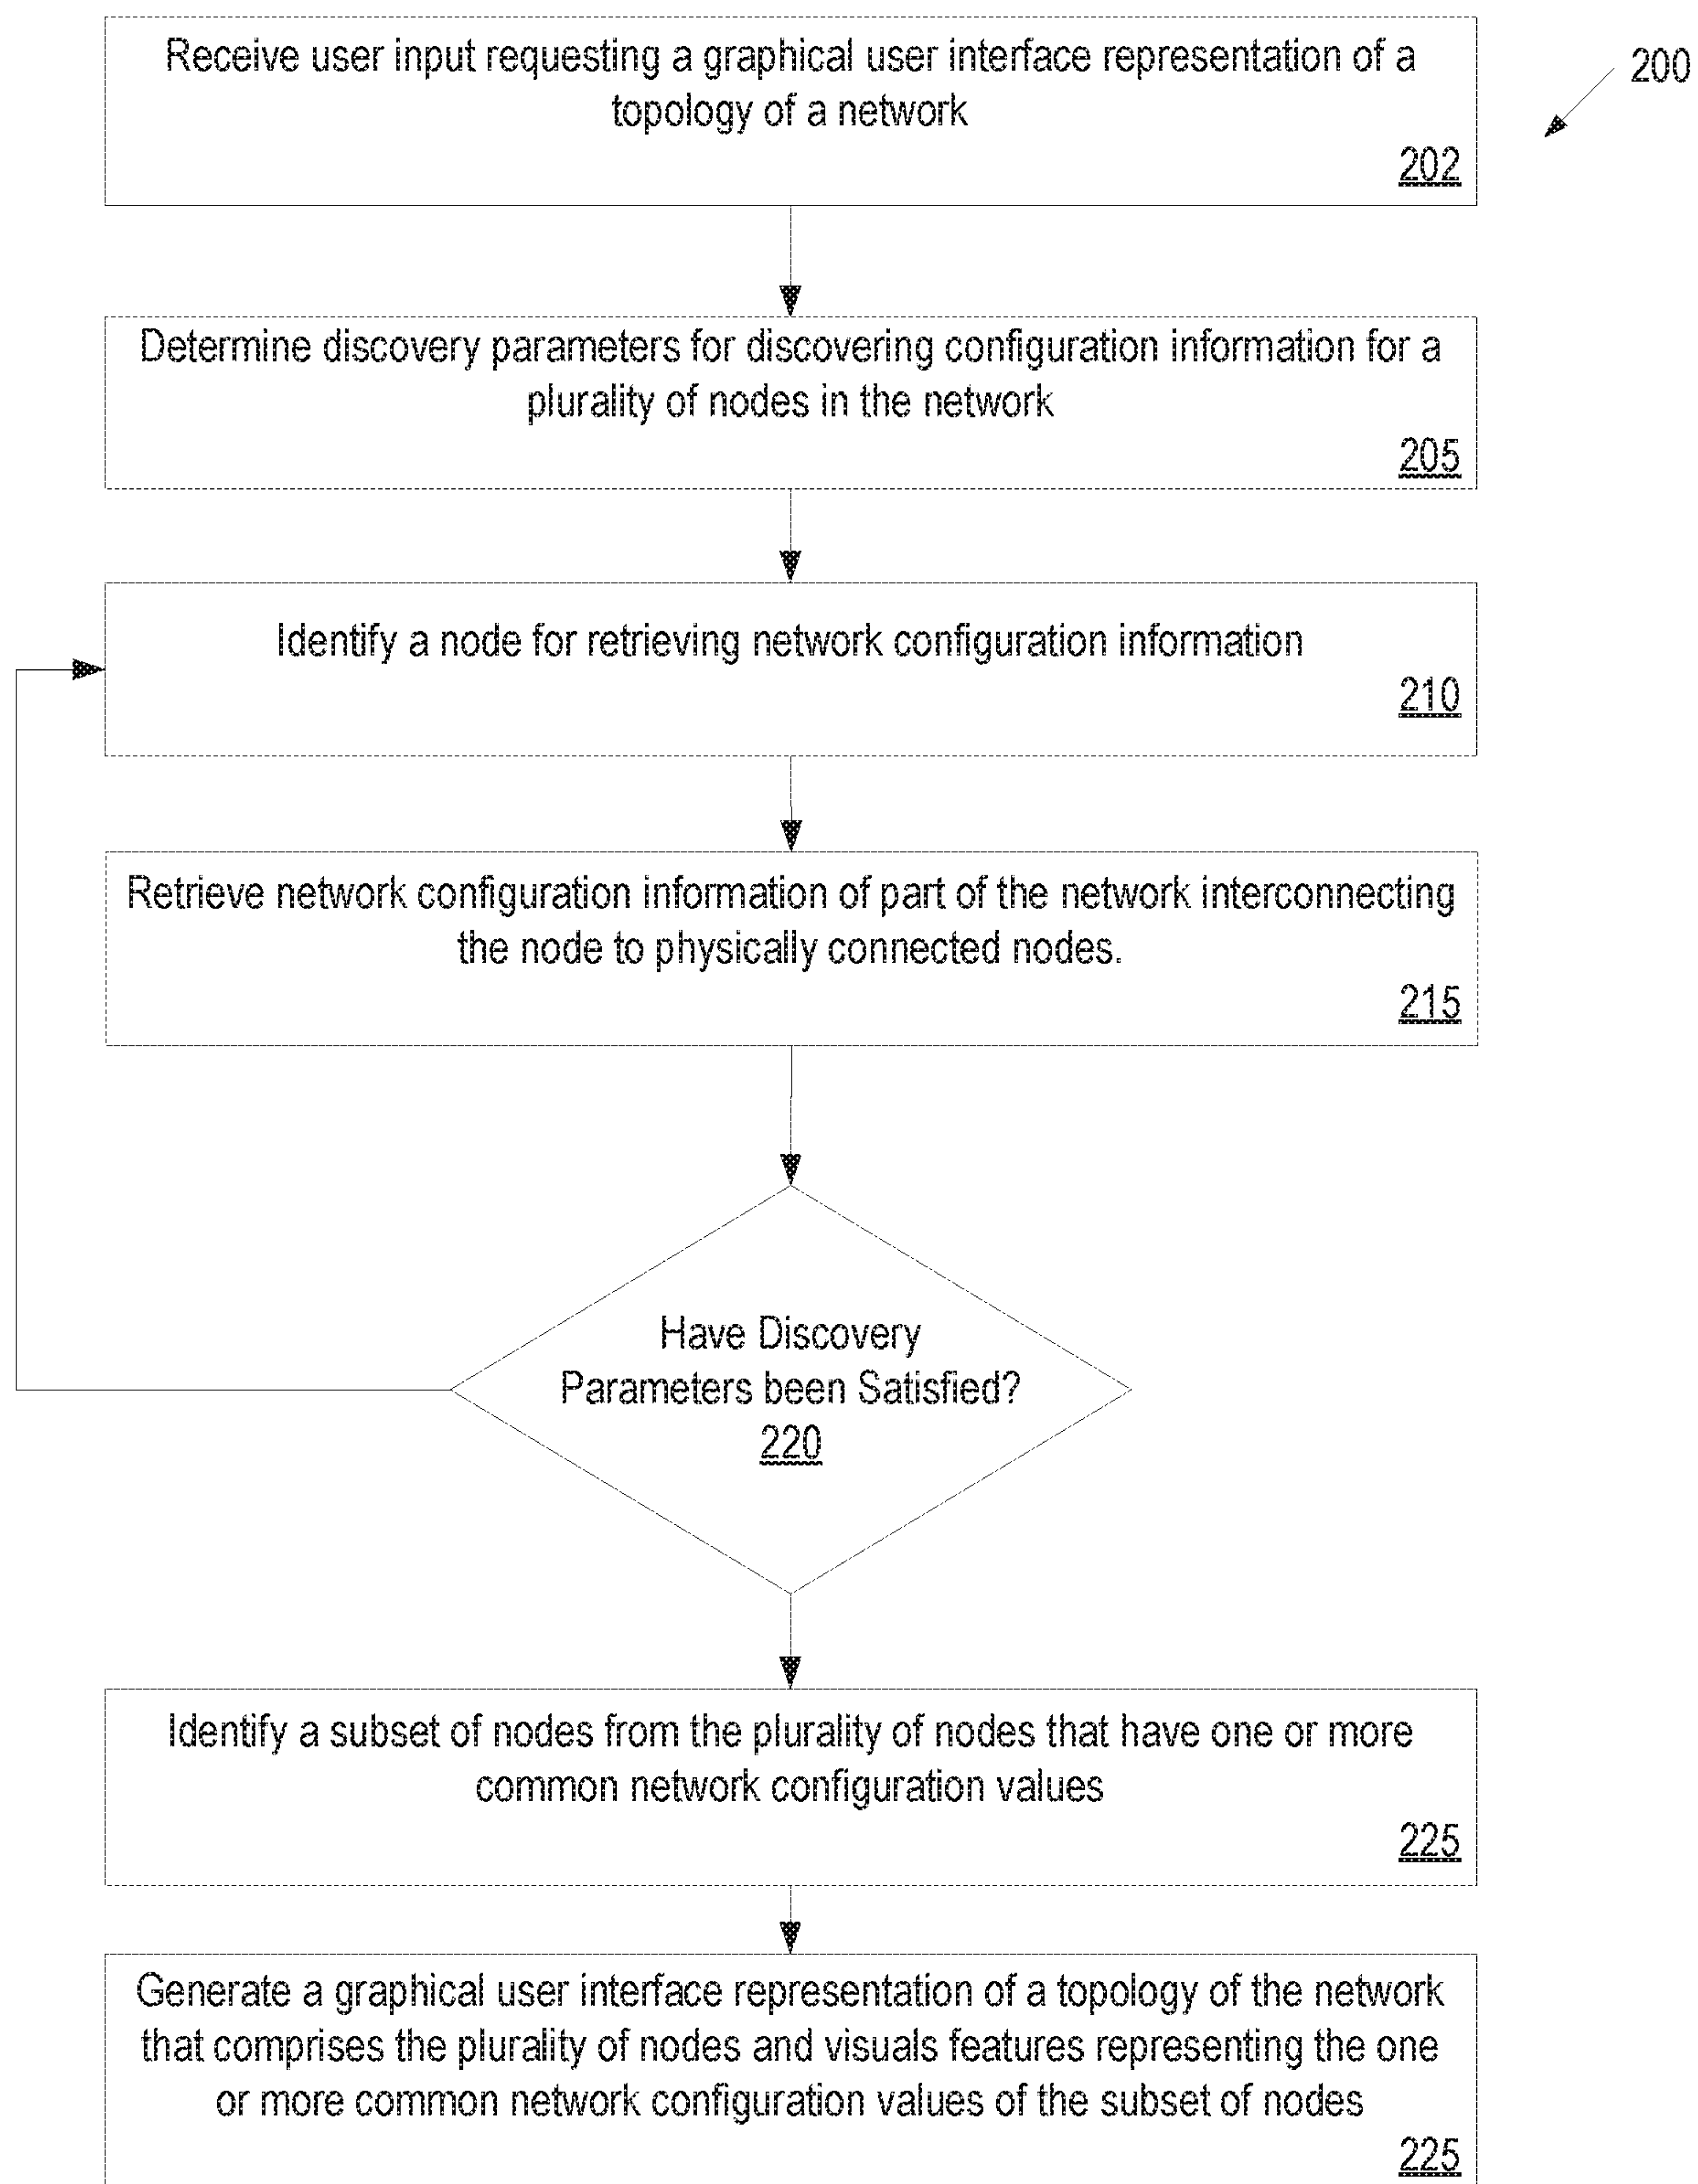 Receive user input requesting a graphical user interface representation of a
topology of a network
202
200
Determine discovery parameters for discovering configuration information for a
plurality of nodes in the network
205
Identify a node for retrieving network configuration information
210
Retrieve network configuration information of part of the network interconnecting
the node to physically connected nodes.
215
Have Discovery
Parameters been Satisfied?
220
Identify a subset of nodes from the plurality of nodes that have one or more
common network configuration values
225
Generate a graphical user interface representation of a topology of the network
that comprises the plurality of nodes and visuals features representing the one
or more common network configuration values of the subset of nodes
225